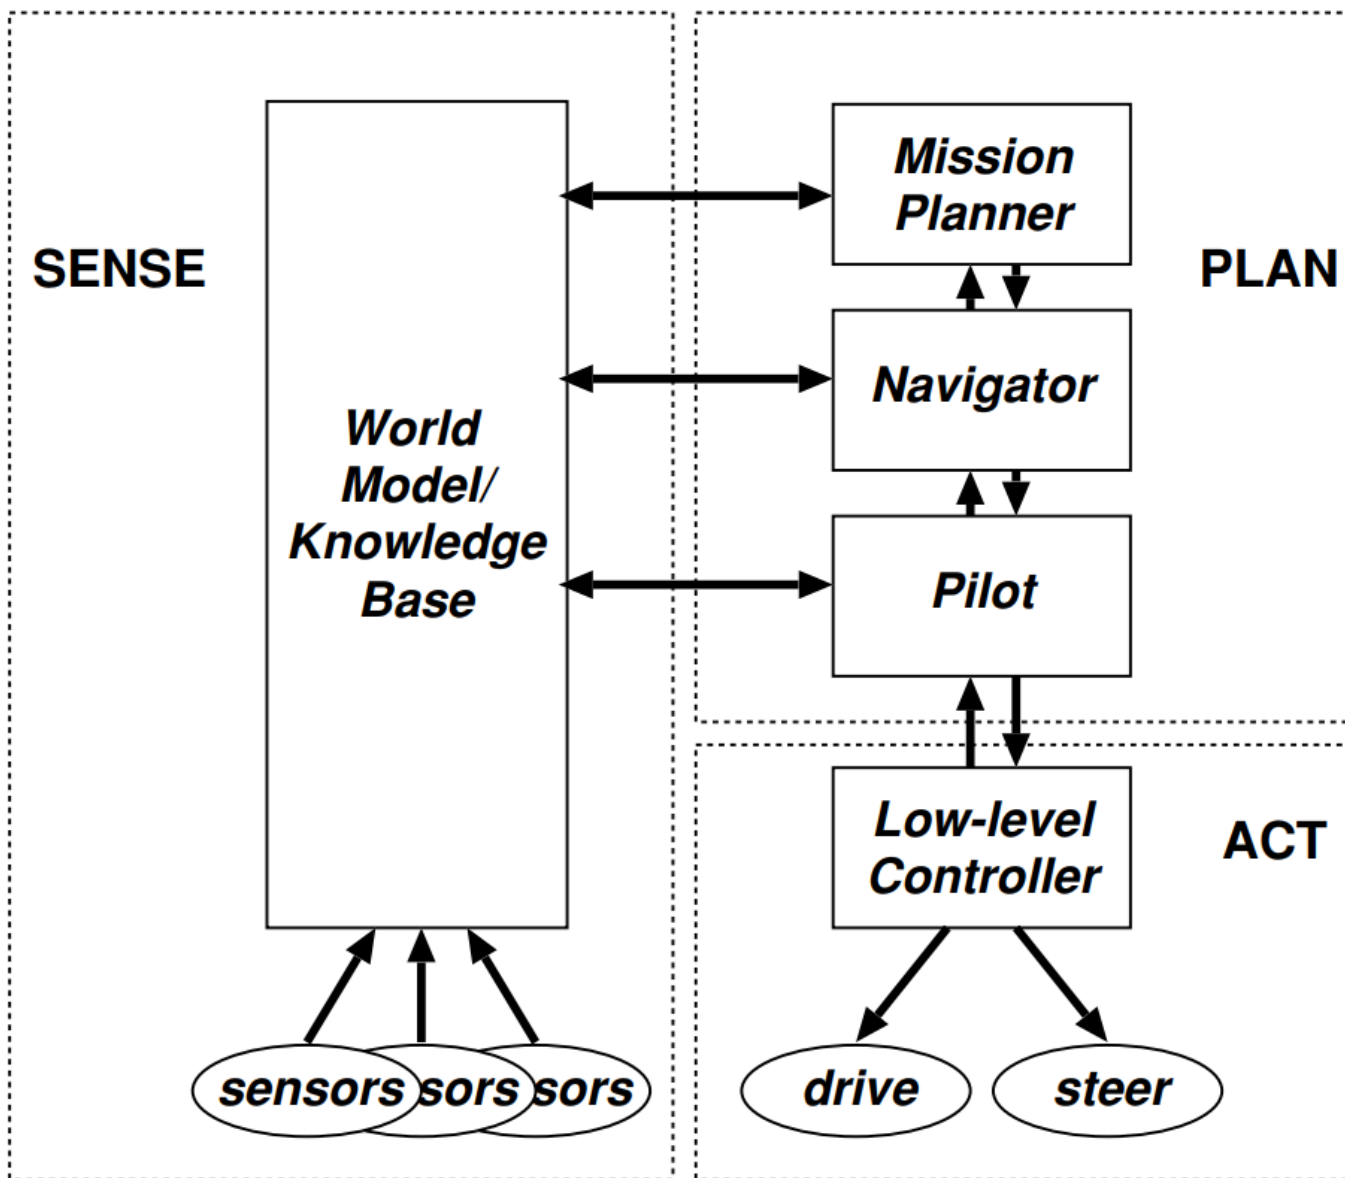 SENSE
World
Model/
Knowledge
Base
sensors
sors
sors
PLAN
Mission
Planner
Navigator
Pilot
ACT
Low-level
Controller
drive
steer